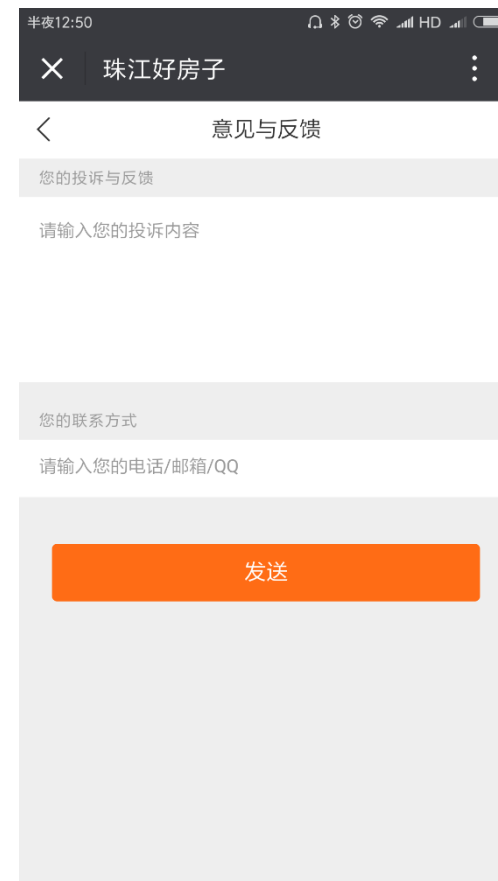 半夜12:50 HD
珠江好房子
意见与反馈
您的投诉与反馈
请输入您的投诉内容
您的联系方式
请输入您的电话/邮箱/QQ
发送